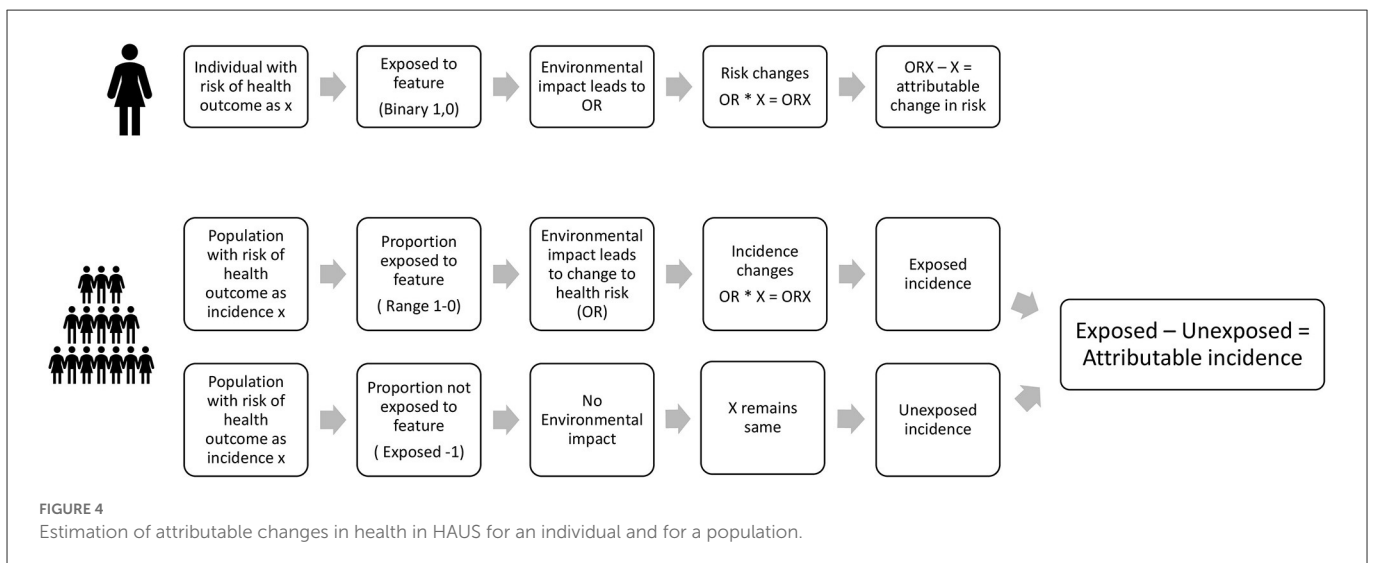 Individual with
risk of health
outcome as x
Exposed to
feature
(Binary 1,0)
Environmental
impact leads to
OR
Risk changes
OR * X = ORX
ORX – X =
attributable
change in risk
Population
with risk of
health
outcome as
incidence x
Proportion
exposed to
feature
( Range 1-0)
Environmental
impact leads
to change to
health risk
(OR)
Incidence
changes
OR * X = ORX
Exposed
incidence
Population
with risk of
health
outcome as
incidence x
Proportion not
exposed to
feature
( Exposed -1)
No
Environmental
impact
X remains
same
Unexposed
incidence
Exposed – Unexposed =
Attributable incidence
FIGURE 4
Estimation of attributable changes in health in HAUS for an individual and for a population.